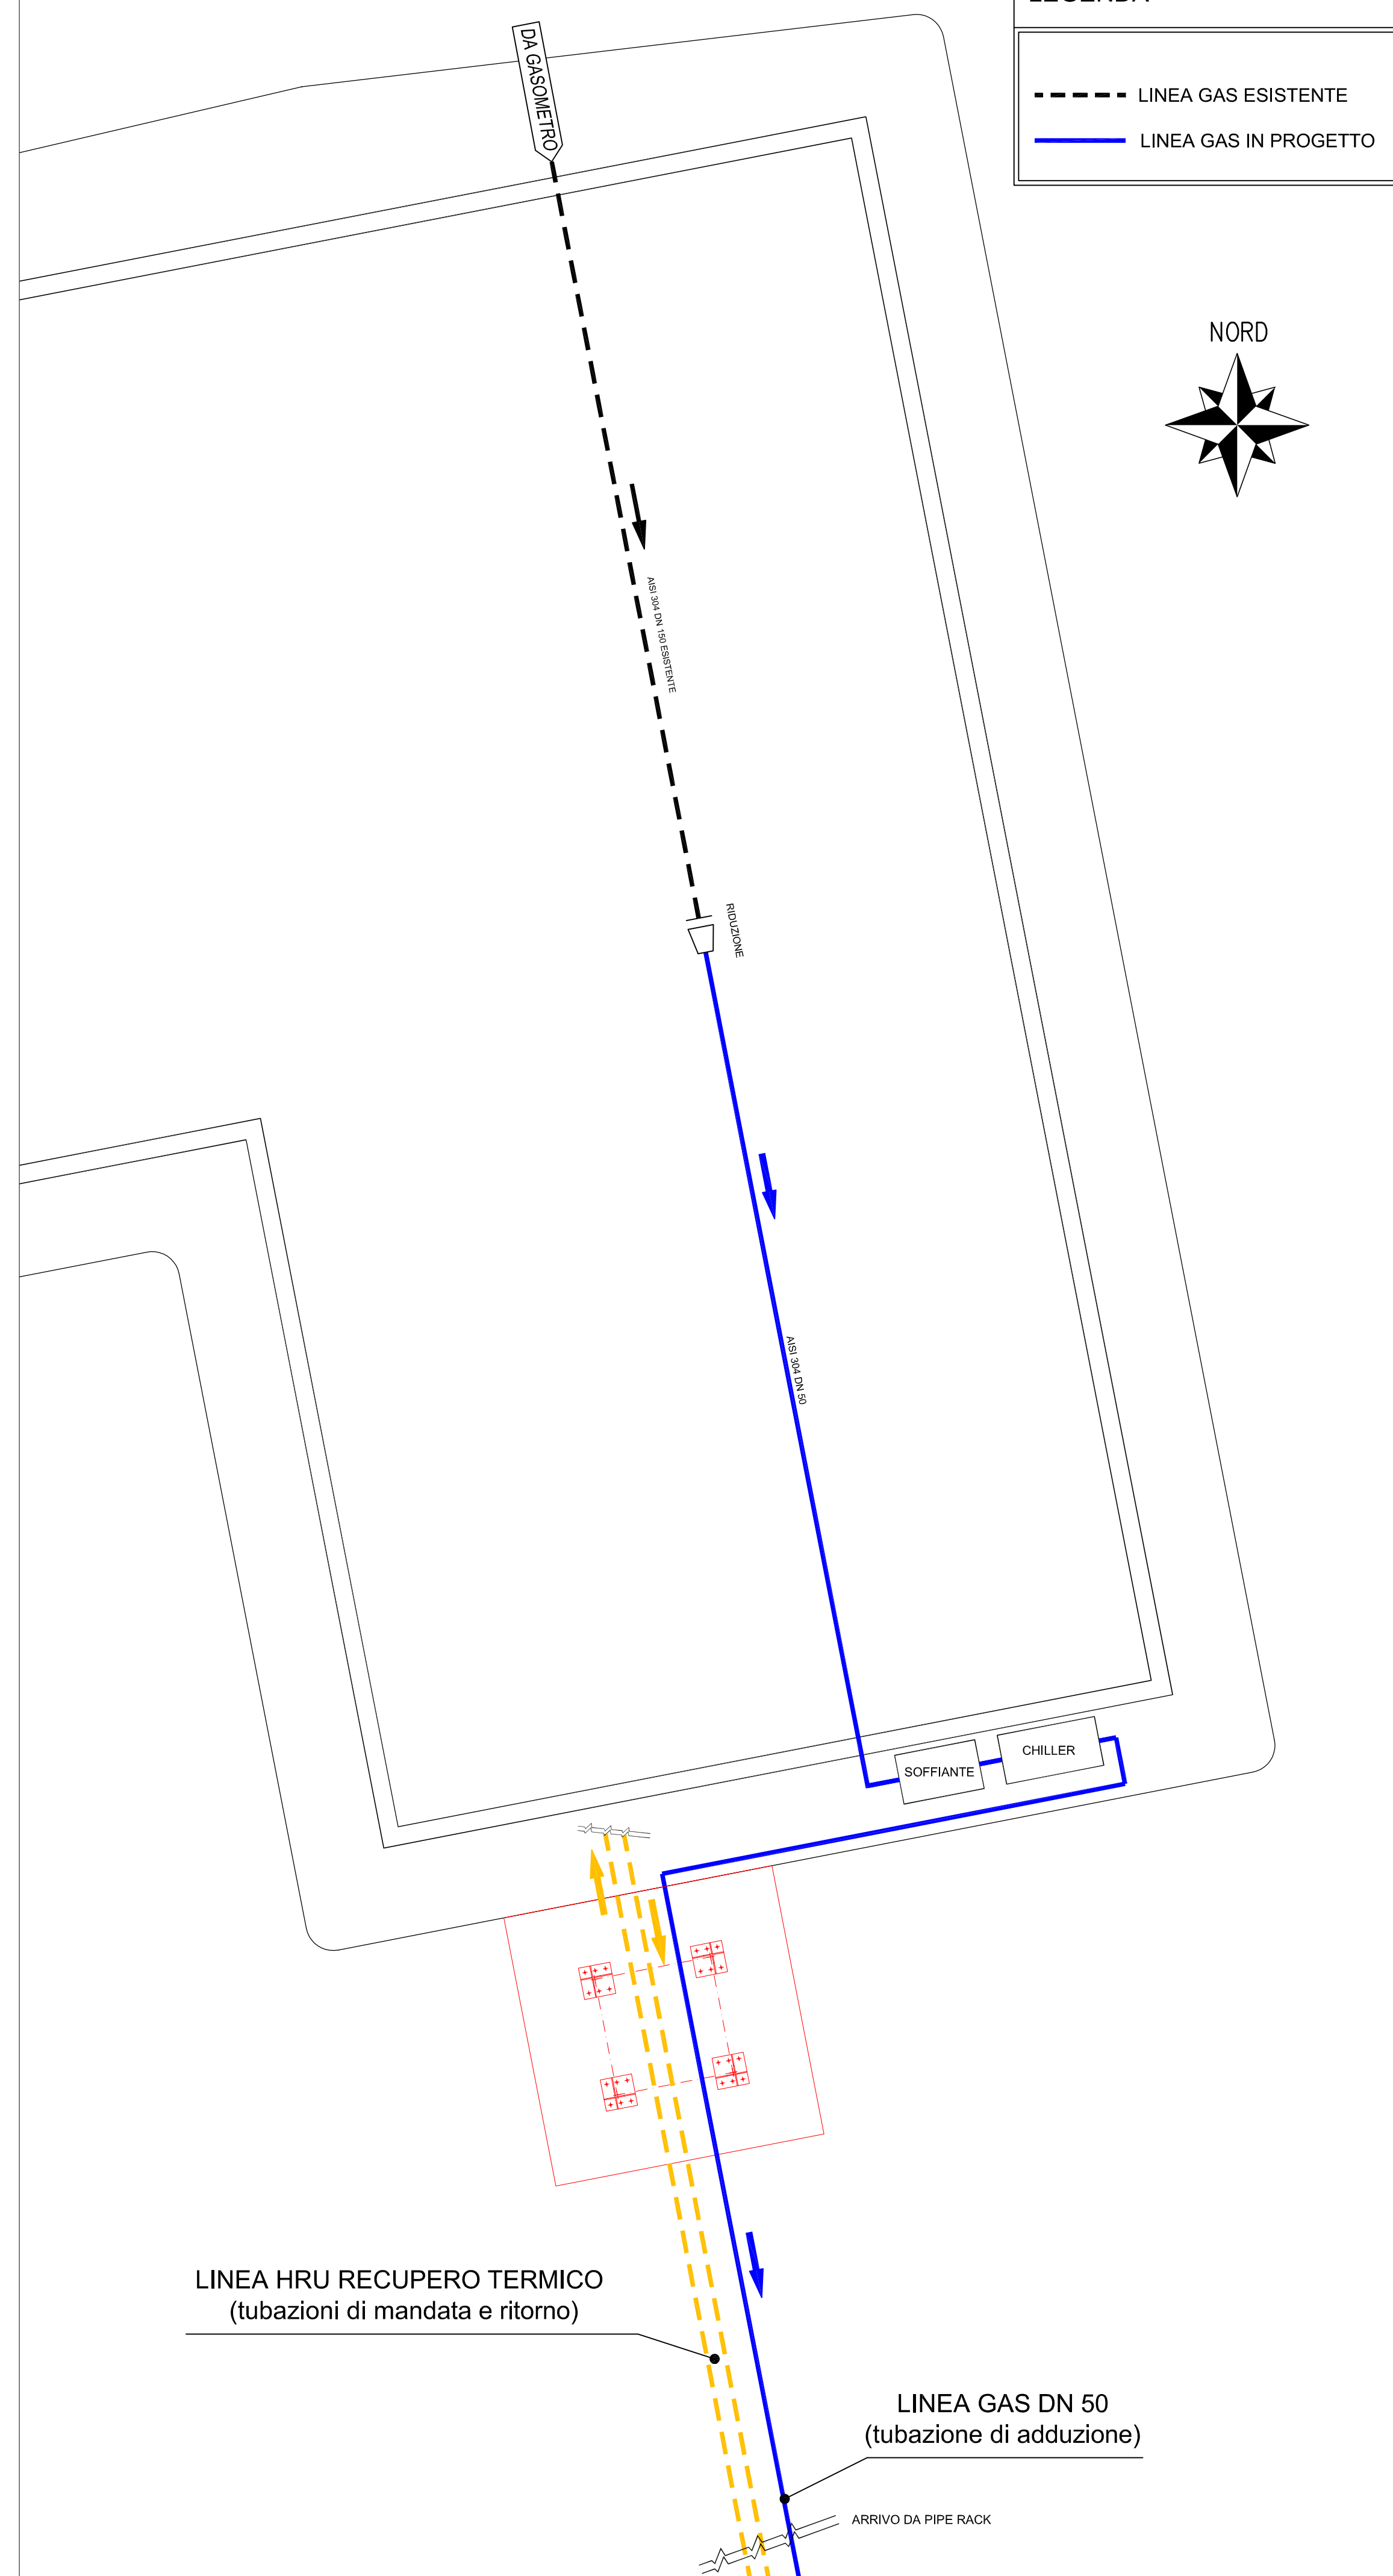 LEGENDA
DA GASOMETRO
LINEA GAS ESISTENTE
LINEA GAS IN PROGETTO
NORD
AISI 304 DN 150 ESISTENTE
RIDUZIONE
AISI 304 DN 50
SOFFIANTE
CHILLER
LINEA HRU RECUPERO TERMICO
(tubazioni di mandata e ritorno)
LINEA GAS DN 50
(tubazione di adduzione)
ARRIVO DA PIPE RACK